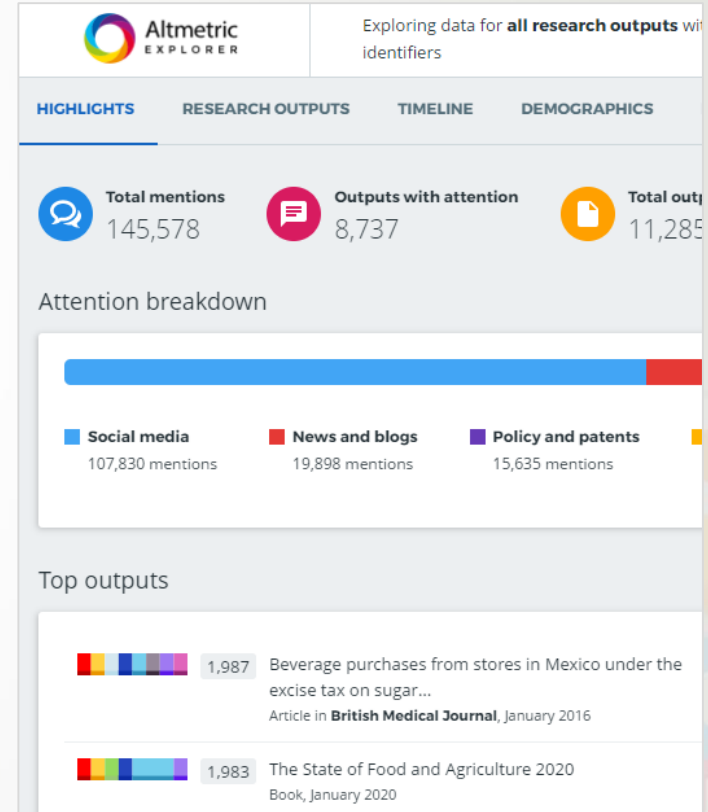 Altmetric
EXPLORER
Exploring data for all research outputs
identifiers
HIGHLIGHTS RESEARCH OUTPUTS TIMELINE DEMOGRAPHICS
Total mentions
145,578
Outputs with attention
8,737
Total
11,285
Attention breakdown
Social media
107,830 mentions
News and blogs
19,898 mentions
Policy and patents
15,635 mentions
Top outputs
1,987
Beverage purchases from stores in Mexico under the
excise tax on sugar...
Article in British Medical Journal, January 2016
1,983
The State of Food and Agriculture 2020
Book, January 2020